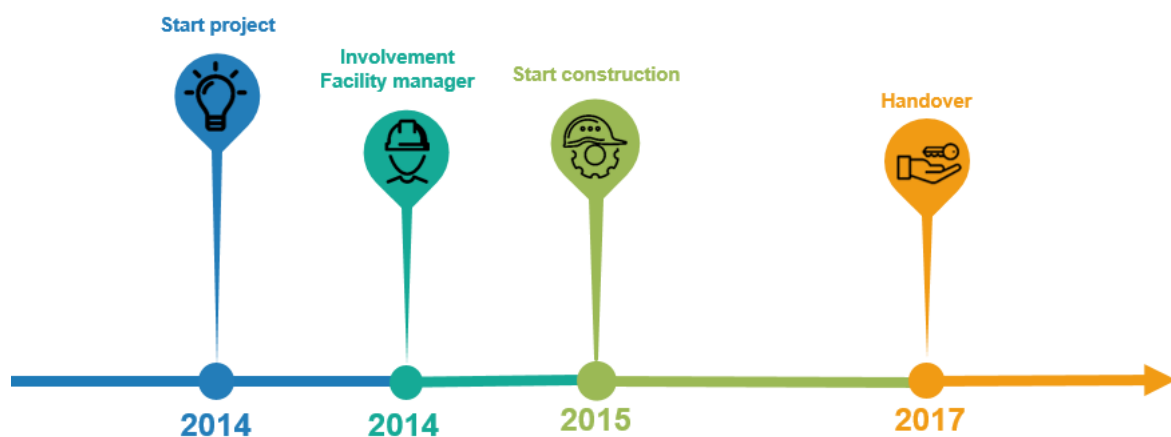 Start project
Involvement
Facility manager
Start construction
Handover
2014
2014
2015
2017